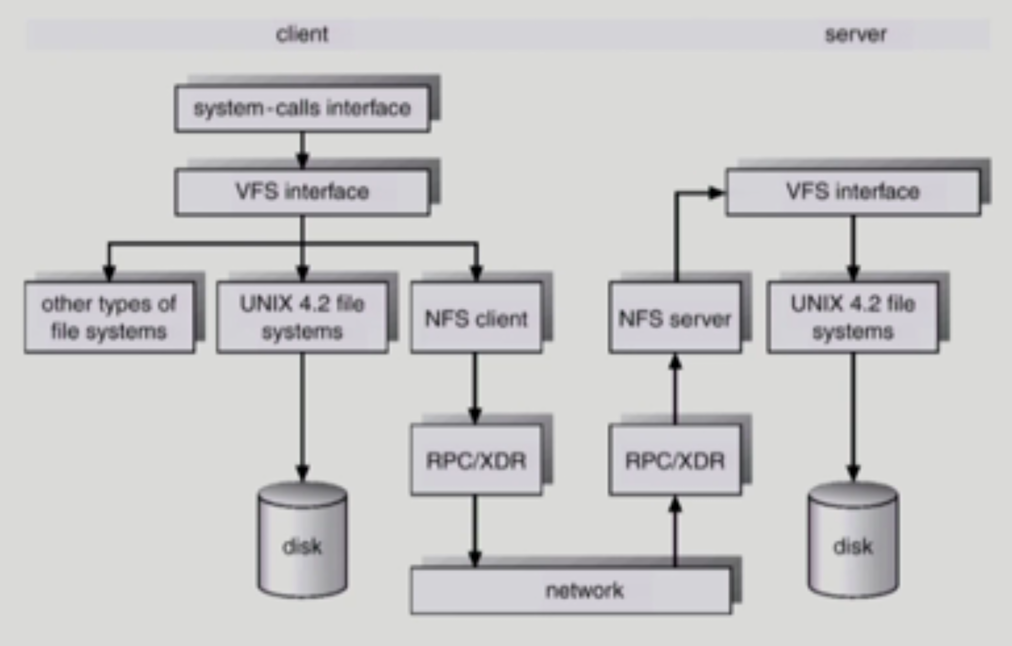 client
server
system-calls interface
VFS interface
VFS interface
other types of
file systems
UNIX 4.2 file
systems
NFS client
NFS server
UNIX 4.2 file
systems
RPC/XDR
RPC/XDR
disk
disk
network